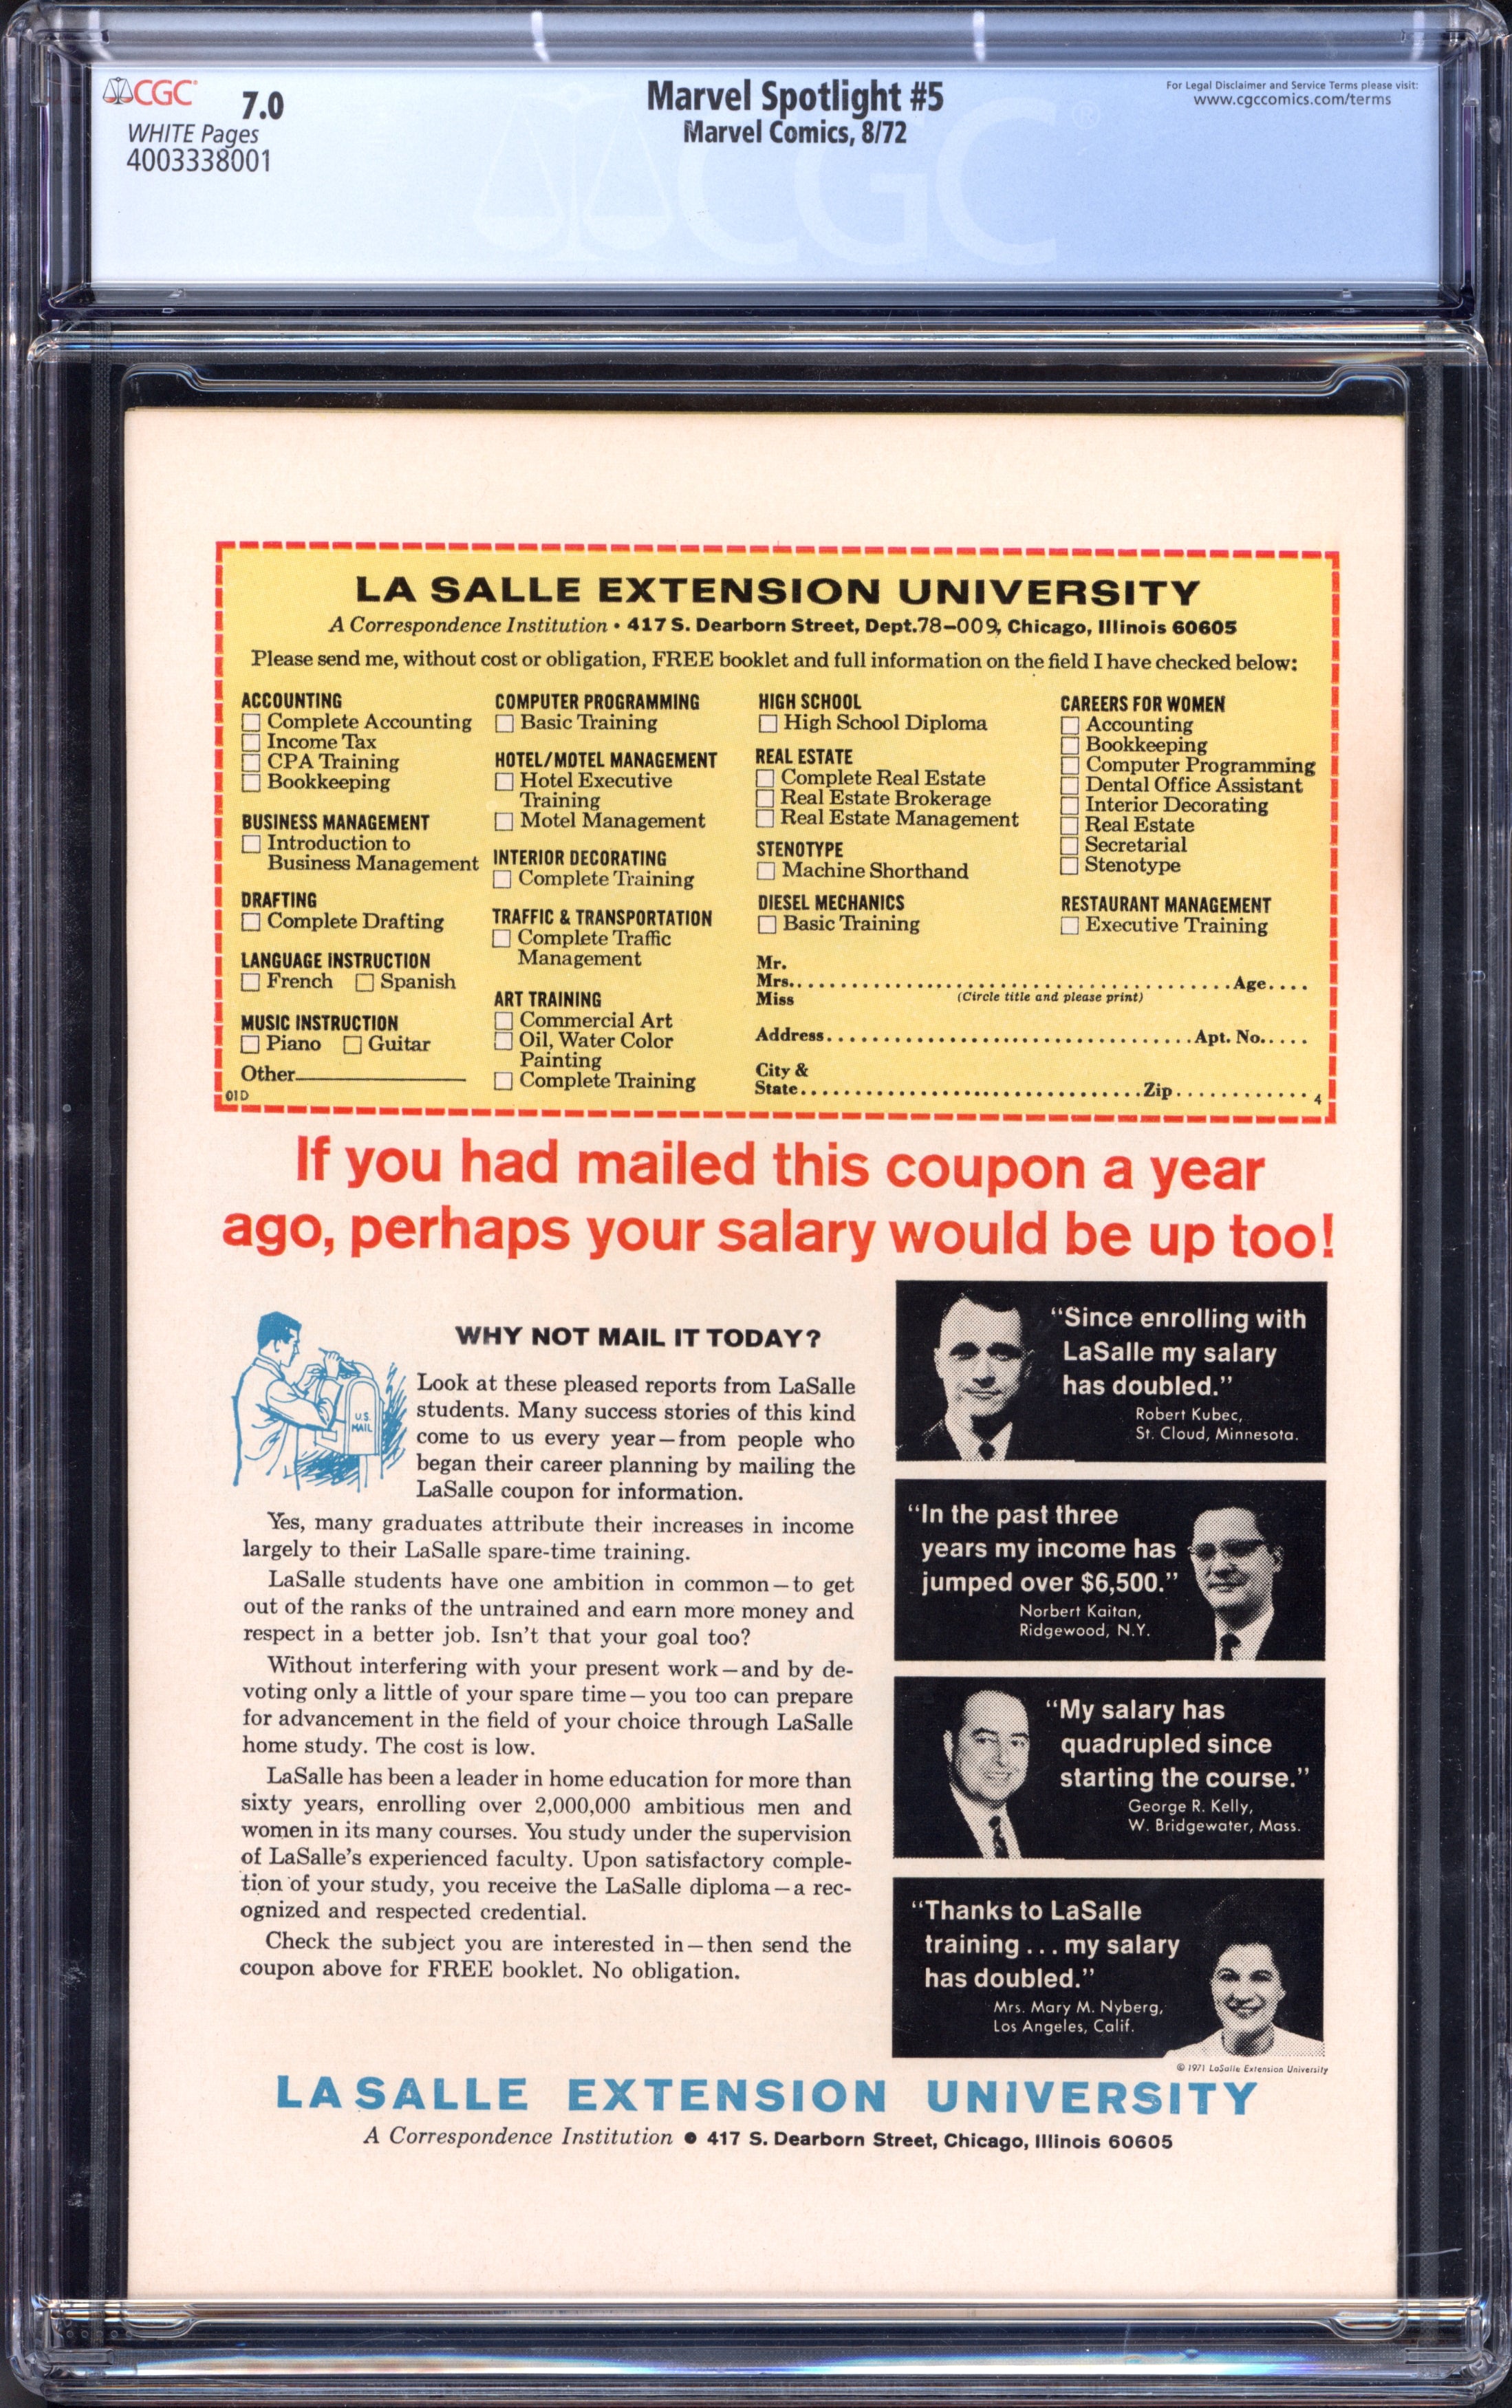 CGC
7.0
WHITE Pages
4003338001
Marvel Spotlight #5
Marvel Comics, 8/72
For Legal Disclaimer and Service Terms please visit:
www.cgccomics.com/terms
CGC®
LA SALLE EXTENSION UNIVERSITY
A Correspondence Institution • 417 S. Dearborn Street, Dept.78-009, Chicago, Illinois 60605
Please send me, without cost or obligation, FREE booklet and full information on the field I have checked below:
ACCOUNTING
Complete Accounting
Income Tax
CPA Training
Bookkeeping
BUSINESS MANAGEMENT
Introduction to
Business Management
DRAFTING
Complete Drafting
LANGUAGE INSTRUCTION
French Spanish
MUSIC INSTRUCTION
Piano Guitar
Other
01D
COMPUTER PROGRAMMING
Basic Training
HOTEL/MOTEL MANAGEMENT
Hotel Executive
Training
Motel Management
INTERIOR DECORATING
Complete Training
TRAFFIC & TRANSPORTATION
Complete Traffic
Management
ART TRAINING
Commercial Art
Oil, Water Color
Painting
Complete Training
HIGH SCHOOL
High School Diploma
REAL ESTATE
Complete Real Estate
Real Estate Brokerage
Real Estate Management
STENOTYPE
Machine Shorthand
DIESEL MECHANICS
Basic Training
CAREERS FOR WOMEN
Accounting
Bookkeeping
Computer Programming
Dental Office Assistant
Interior Decorating
Real Estate
Secretarial
Stenotype
RESTAURANT MANAGEMENT
Executive Training
Mr.
Mrs. Age
Miss (Circle title and please print)
Address Apt. No.
City &
State Zip 4
If you had mailed this coupon a year
ago, perhaps your salary would be up too!
U.S.
MAIL
WHY NOT MAIL IT TODAY?
Look at these pleased reports from LaSalle
students. Many success stories of this kind
come to us every year—from people who
began their career planning by mailing the
LaSalle coupon for information.
Yes, many graduates attribute their increases in income
largely to their LaSalle spare-time training.
LaSalle students have one ambition in common—to get
out of the ranks of the untrained and earn more money and
respect in a better job. Isn't that your goal too?
Without interfering with your present work—and by de-
voting only a little of your spare time—you too can prepare
for advancement in the field of your choice through LaSalle
home study. The cost is low.
LaSalle has been a leader in home education for more than
sixty years, enrolling over 2,000,000 ambitious men and
women in its many courses. You study under the supervision
of LaSalle's experienced faculty. Upon satisfactory comple-
tion of your study, you receive the LaSalle diploma—a rec-
ognized and respected credential.
Check the subject you are interested in—then send the
coupon above for FREE booklet. No obligation.
"Since enrolling with
LaSalle my salary
has doubled."
Robert Kubec,
St. Cloud, Minnesota.
"In the past three
years my income has
jumped over $6,500."
Norbert Kaitan,
Ridgewood, N.Y.
"My salary has
quadrupled since
starting the course."
George R. Kelly,
W. Bridgewater, Mass.
"Thanks to LaSalle
training...my salary
has doubled."
Mrs. Mary M. Nyberg,
Los Angeles, Calif.
© 1971 LaSalle Extension University
LA SALLE EXTENSION UNIVERSITY
A Correspondence Institution • 417 S. Dearborn Street, Chicago, Illinois 60605